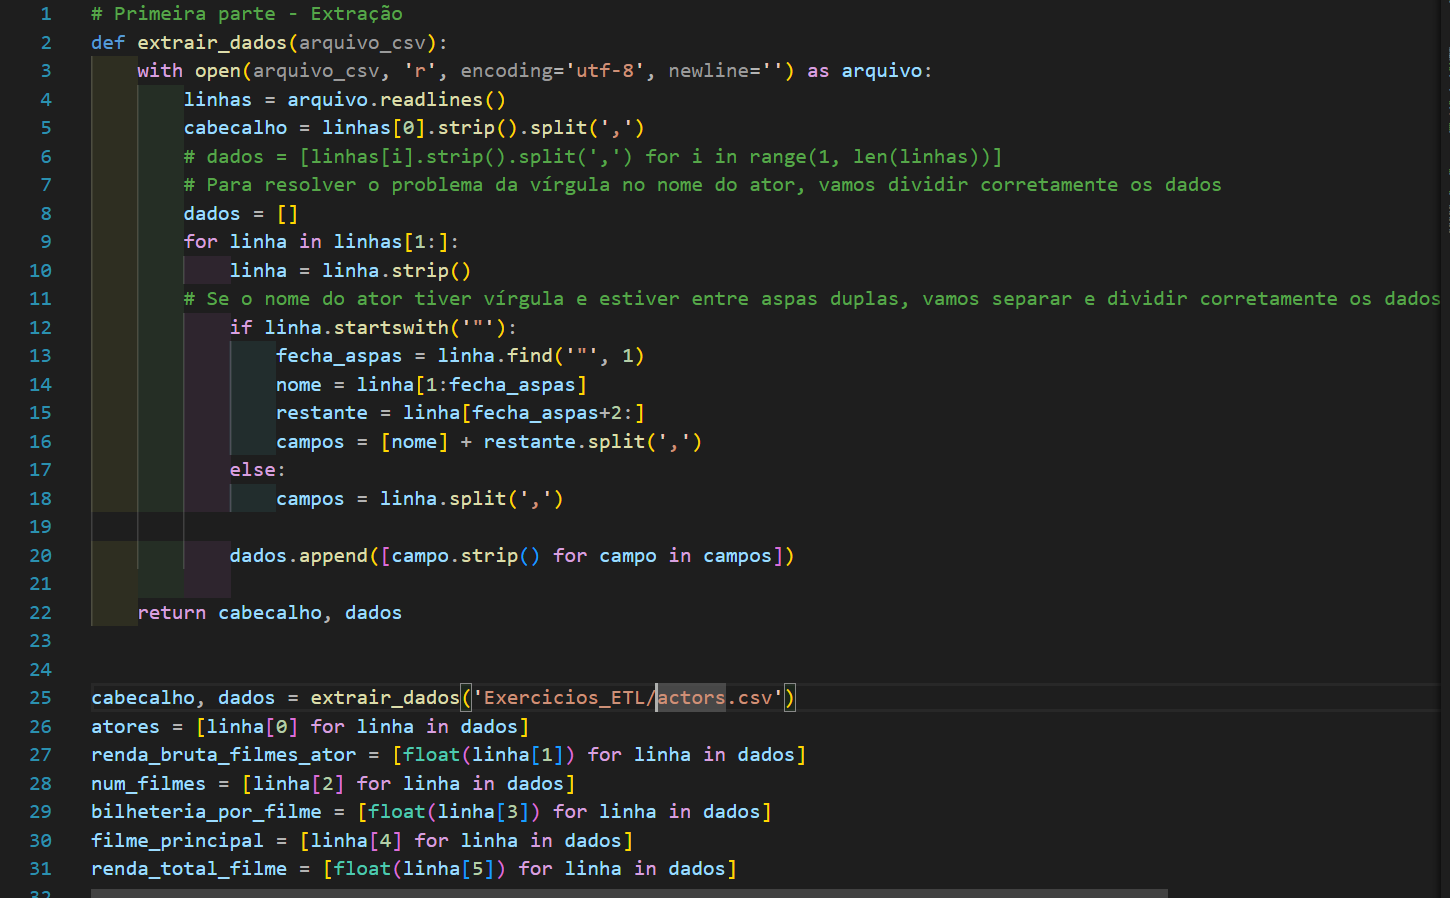 1 # Primeira parte - Extração
2 def extrair_dados(arquivo_csv):
3 with open(arquivo_csv, 'r', encoding='utf-8', newline='') as arquivo:
4 linhas = arquivo.readlines()
5 cabecalho = linhas[0].strip().split(',')
6 # dados = [linhas[i].strip().split(',') for i in range(1, len(linhas))]
7 # Para resolver o problema da vírgula no nome do ator, vamos dividir corretamente os dados
8 dados = []
9 for linha in linhas[1:]:
10 linha = linha.strip()
11 # Se o nome do ator tiver vírgula e estiver entre aspas duplas, vamos separar e dividir corretamente os dados
12 if linha.startswith('"'):
13 fecha_aspas = linha.find('"', 1)
14 nome = linha[1:fecha_aspas]
15 restante = linha[fecha_aspas+2:]
16 campos = [nome] + restante.split(',')
17 else:
18 campos = linha.split(',')
19
20 dados.append([campo.strip() for campo in campos])
21
22 return cabecalho, dados
23
24
25 cabecalho, dados = extrair_dados('Exercicios_ETL/actors.csv')
26 atores = [linha[0] for linha in dados]
27 renda_bruta_filmes_ator = [float(linha[1]) for linha in dados]
28 num_filmes = [linha[2] for linha in dados]
29 bilheteria_por_filme = [float(linha[3]) for linha in dados]
30 filme_principal = [linha[4] for linha in dados]
31 renda_total_filme = [float(linha[5]) for linha in dados]
32